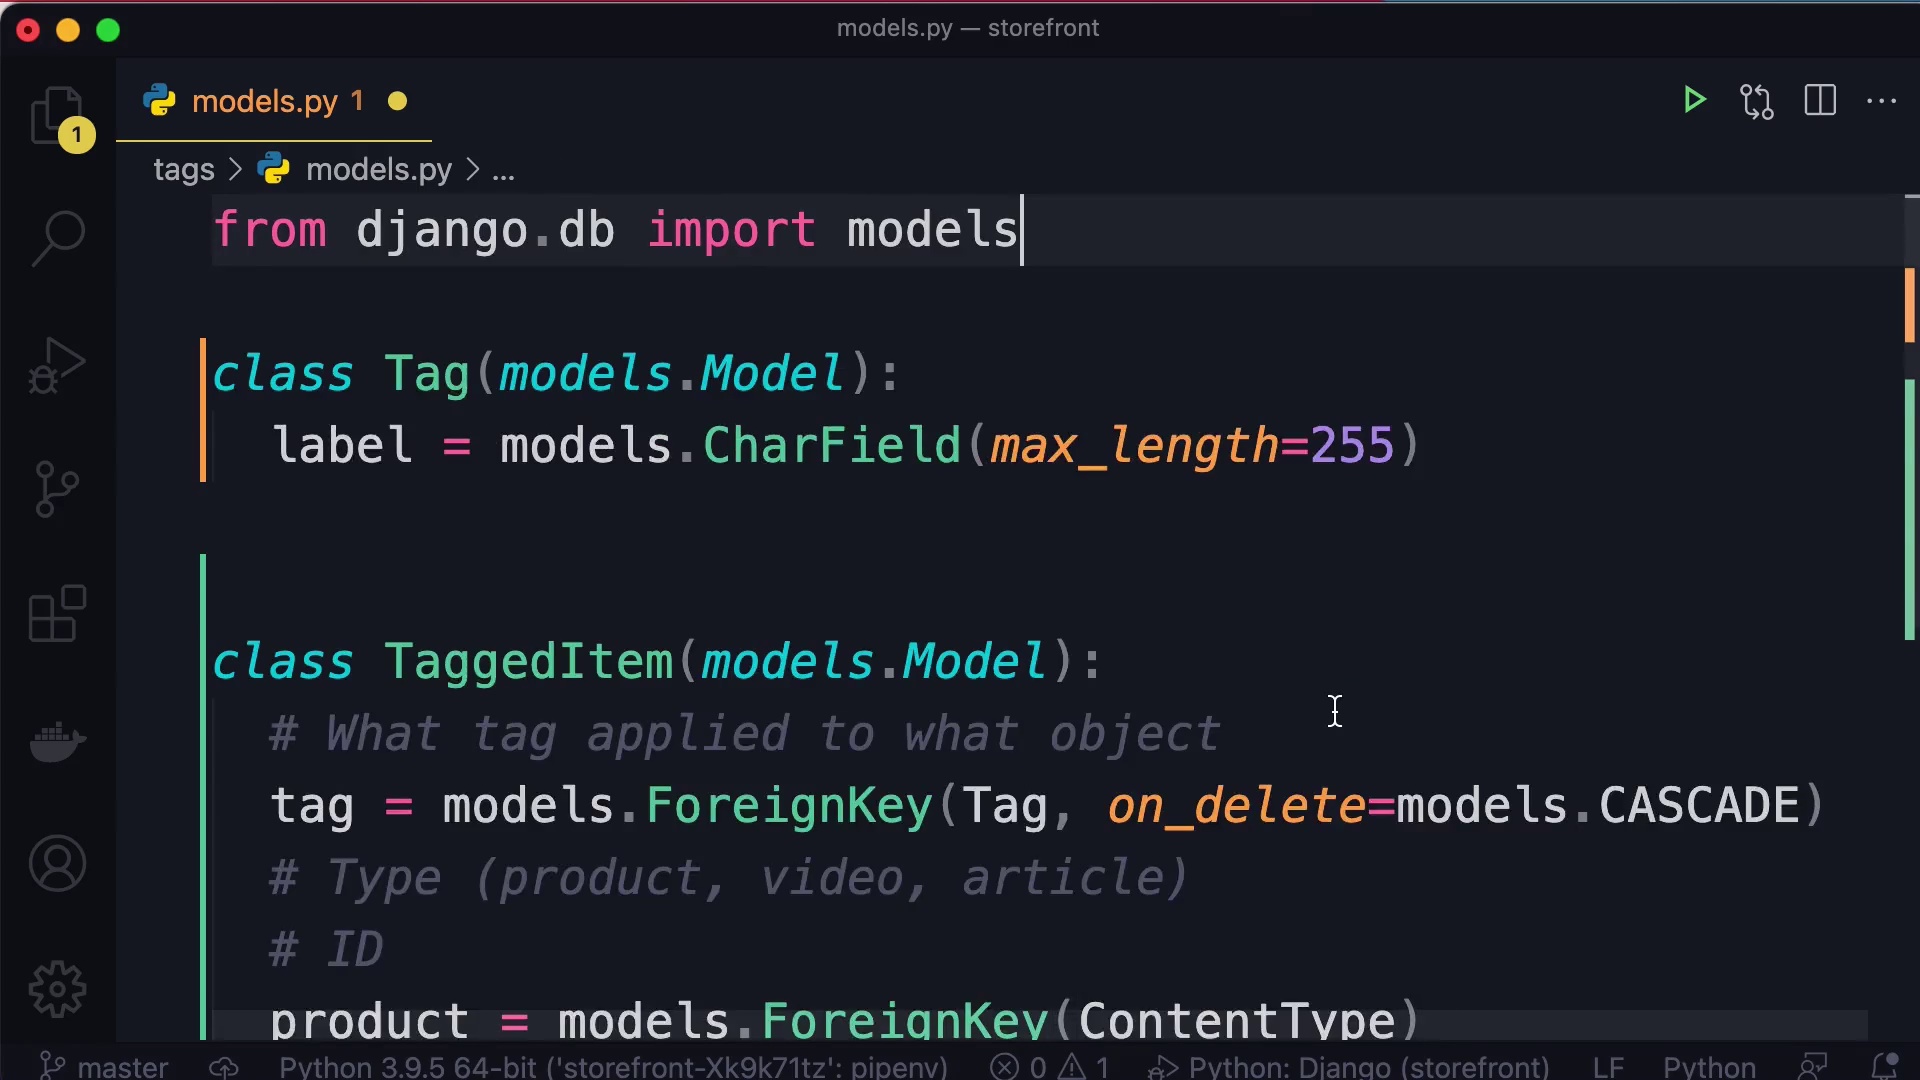 models.py — storefront
models.py 1
1
tags > models.py > ...
from django.db import models
class Tag(models.Model):
label = models.CharField(max_length=255)
class TaggedItem(models.Model):
# What tag applied to what object
tag = models.ForeignKey(Tag, on_delete=models.CASCADE)
# Type (product, video, article)
# ID
product = models.ForeignKey(ContentType)
master Python 3.9.5 64-bit ('storefront-Xk9k71tz': pipenv) 0 1 Python: Django (storefront) LF Python